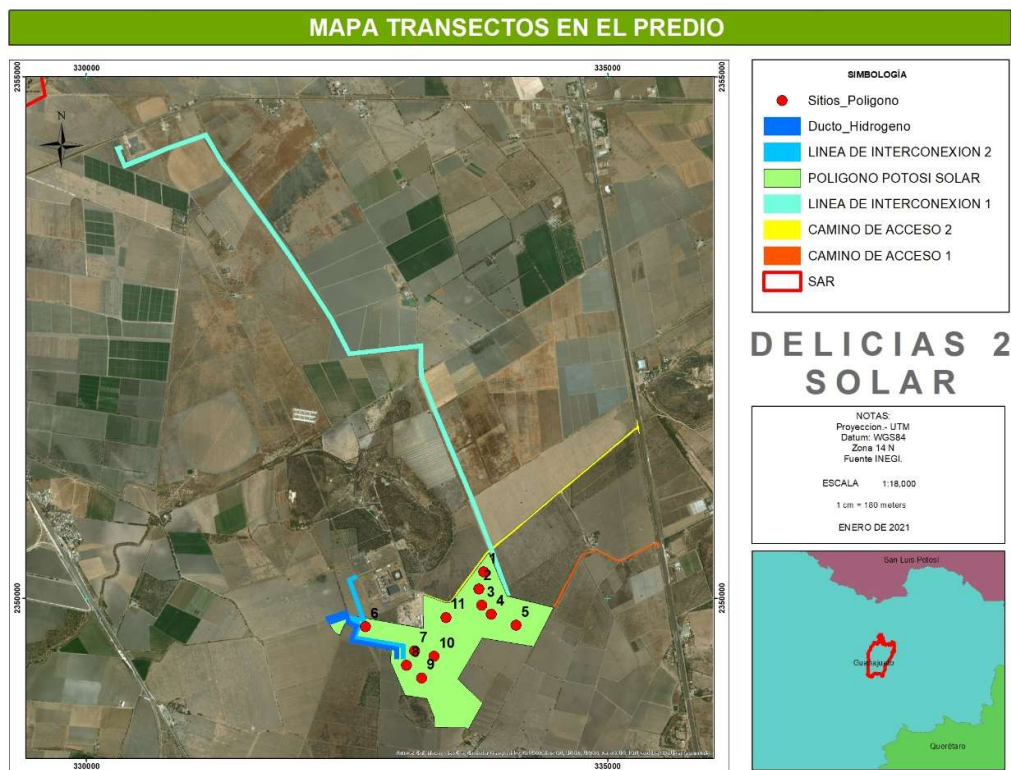 MAPA TRANSECTOS EN EL PREDIO
330000
335000
2355000
2355000
N
1
2
3
4
5
11
6
7
10
8
9
2350000
2350000
330000
335000
SIMBOLOGÍA
Sitios_Poligono
Ducto_Hidrogeno
LINEA DE INTERCONEXION 2
POLIGONO POTOSI SOLAR
LINEA DE INTERCONEXION 1
CAMINO DE ACCESO 2
CAMINO DE ACCESO 1
SAR
DELICIAS 2
SOLAR
NOTAS:
Proyeccion.- UTM
Datum: WGS84
Zona 14 N
Fuente INEGI.
ESCALA 1:18,000
1 cm = 180 meters
ENERO DE 2021
San Luis Potosí
Guanajuato
Querétaro